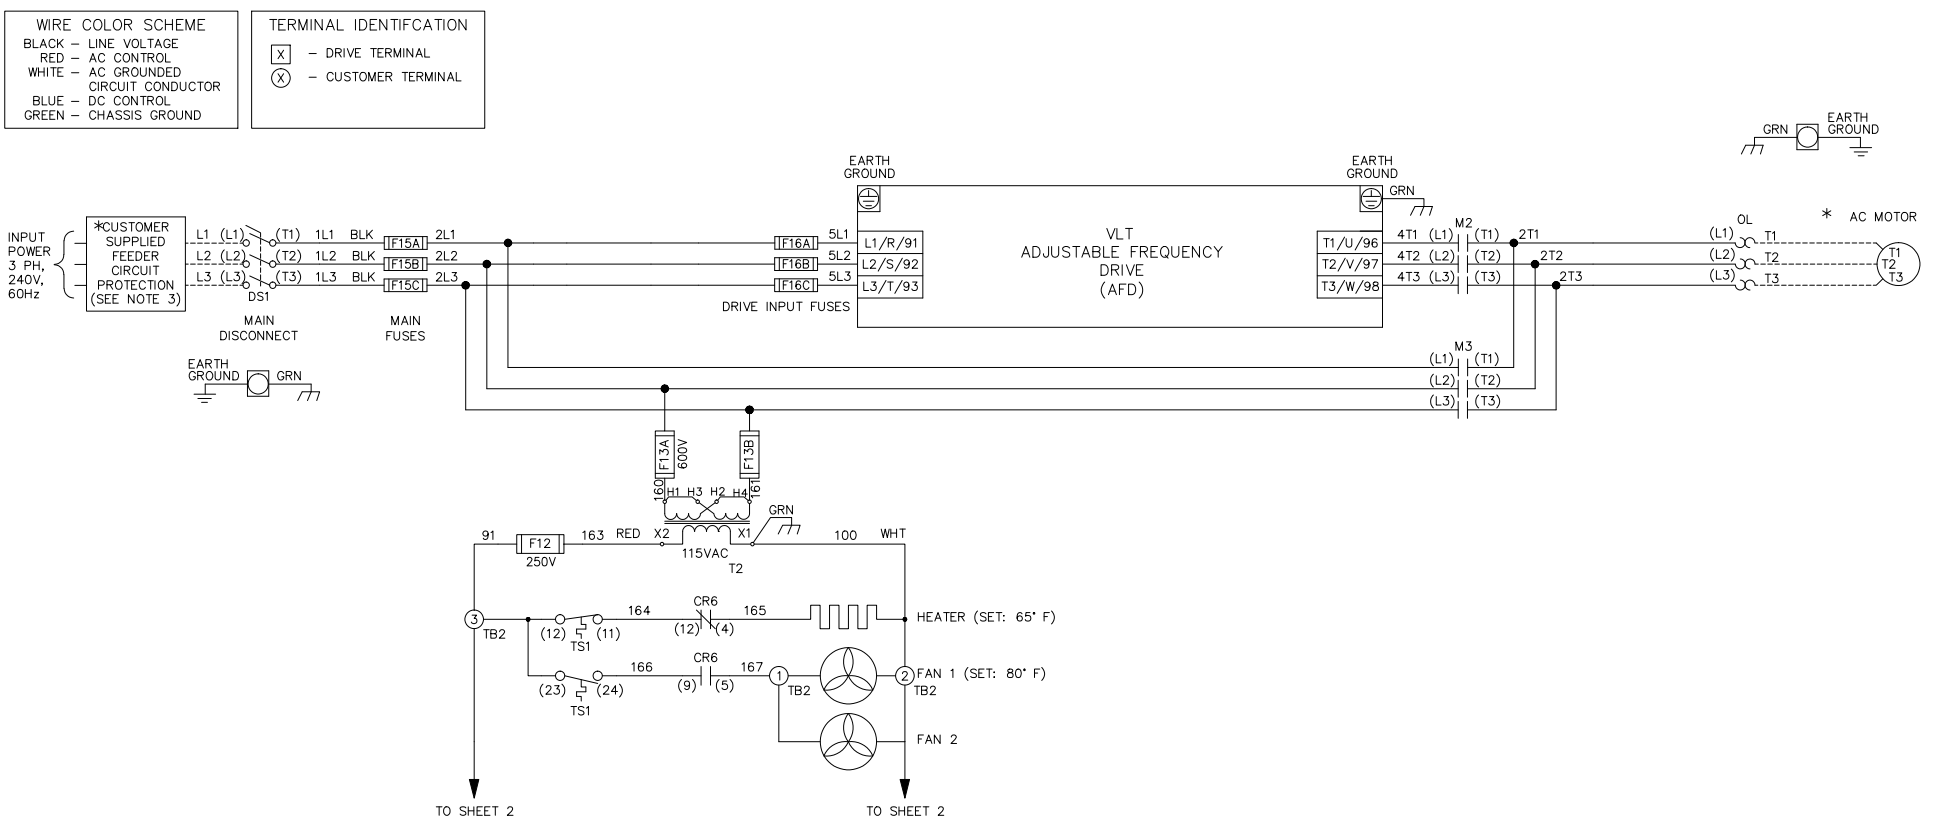 WIRE COLOR SCHEME
BLACK – LINE VOLTAGE
RED – AC CONTROL
WHITE – AC GROUNDED
CIRCUIT CONDUCTOR
BLUE – DC CONTROL
GREEN – CHASSIS GROUND
TERMINAL IDENTIFCATION
X – DRIVE TERMINAL
X – CUSTOMER TERMINAL
GRN
EARTH
GROUND
INPUT
POWER
3 PH,
240V,
60Hz
*CUSTOMER
SUPPLIED
FEEDER
CIRCUIT
PROTECTION
(SEE NOTE 3)
L1 (L1) (T1) 1L1 BLK F15A 2L1
L2 (L2) (T2) 1L2 BLK F15B 2L2
L3 (L3) (T3) 1L3 BLK F15C 2L3
DS1
MAIN
DISCONNECT
MAIN
FUSES
F16A 5L1
F16B 5L2
F16C 5L3
DRIVE INPUT FUSES
EARTH
GROUND
L1/R/91
L2/S/92
L3/T/93
VLT
ADJUSTABLE FREQUENCY
DRIVE
(AFD)
EARTH
GROUND
GRN
T1/U/96
T2/V/97
T3/W/98
M2
4T1 (L1) (T1) 2T1
4T2 (L2) (T2) 2T2
4T3 (L3) (T3) 2T3
OL
(L1) T1
(L2) T2
(L3) T3
* AC MOTOR
T1
T2
T3
M3
(L1) (T1)
(L2) (T2)
(L3) (T3)
EARTH
GROUND
GRN
F13A
600V
F13B
160
161
H1 H3 H2 H4
GRN
91 F12 163 RED X2 X1 100 WHT
250V
115VAC
T2
3
TB2
(12) (11)
TS1
164
CR6
(12) (4)
165
HEATER (SET: 65° F)
(23) (24)
TS1
166
CR6
(9) (5)
167
1
TB2
2
TB2
FAN 1 (SET: 80° F)
FAN 2
TO SHEET 2
TO SHEET 2